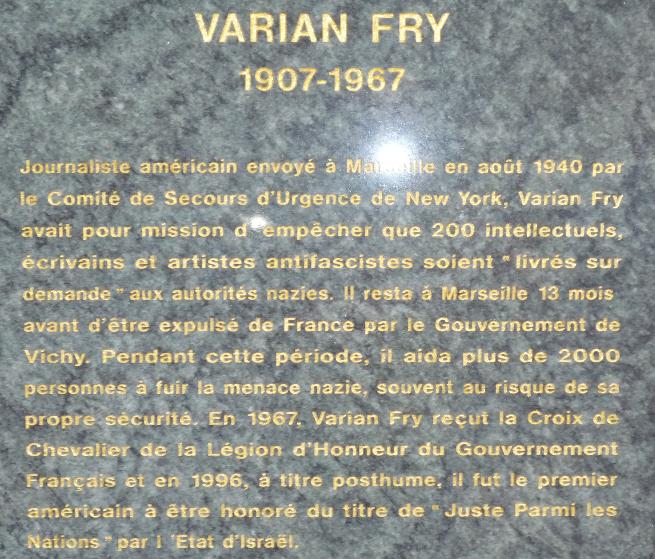 VARIAN FRY
1907-1967
Journaliste américain envoyé à Marseille en août 1940 par
le Comité de Secours d'Urgence de New York, Varian Fry
avait pour mission d'empêcher que 200 intellectuels,
écrivains et artistes antifascistes soient "livrés sur
demande" aux autorités nazies. Il resta à Marseille 13 mois
avant d'être expulsé de France par le Gouvernement de
Vichy. Pendant cette période, il aida plus de 2000
personnes à fuir la menace nazie, souvent au risque de sa
propre sécurité. En 1967, Varian Fry reçut la Croix de
Chevalier de la Légion d'Honneur du Gouvernement
Français et en 1996, à titre posthume, il fut le premier
américain à être honoré du titre de "Juste Parmi les
Nations" par l 'Etat d'Israël.